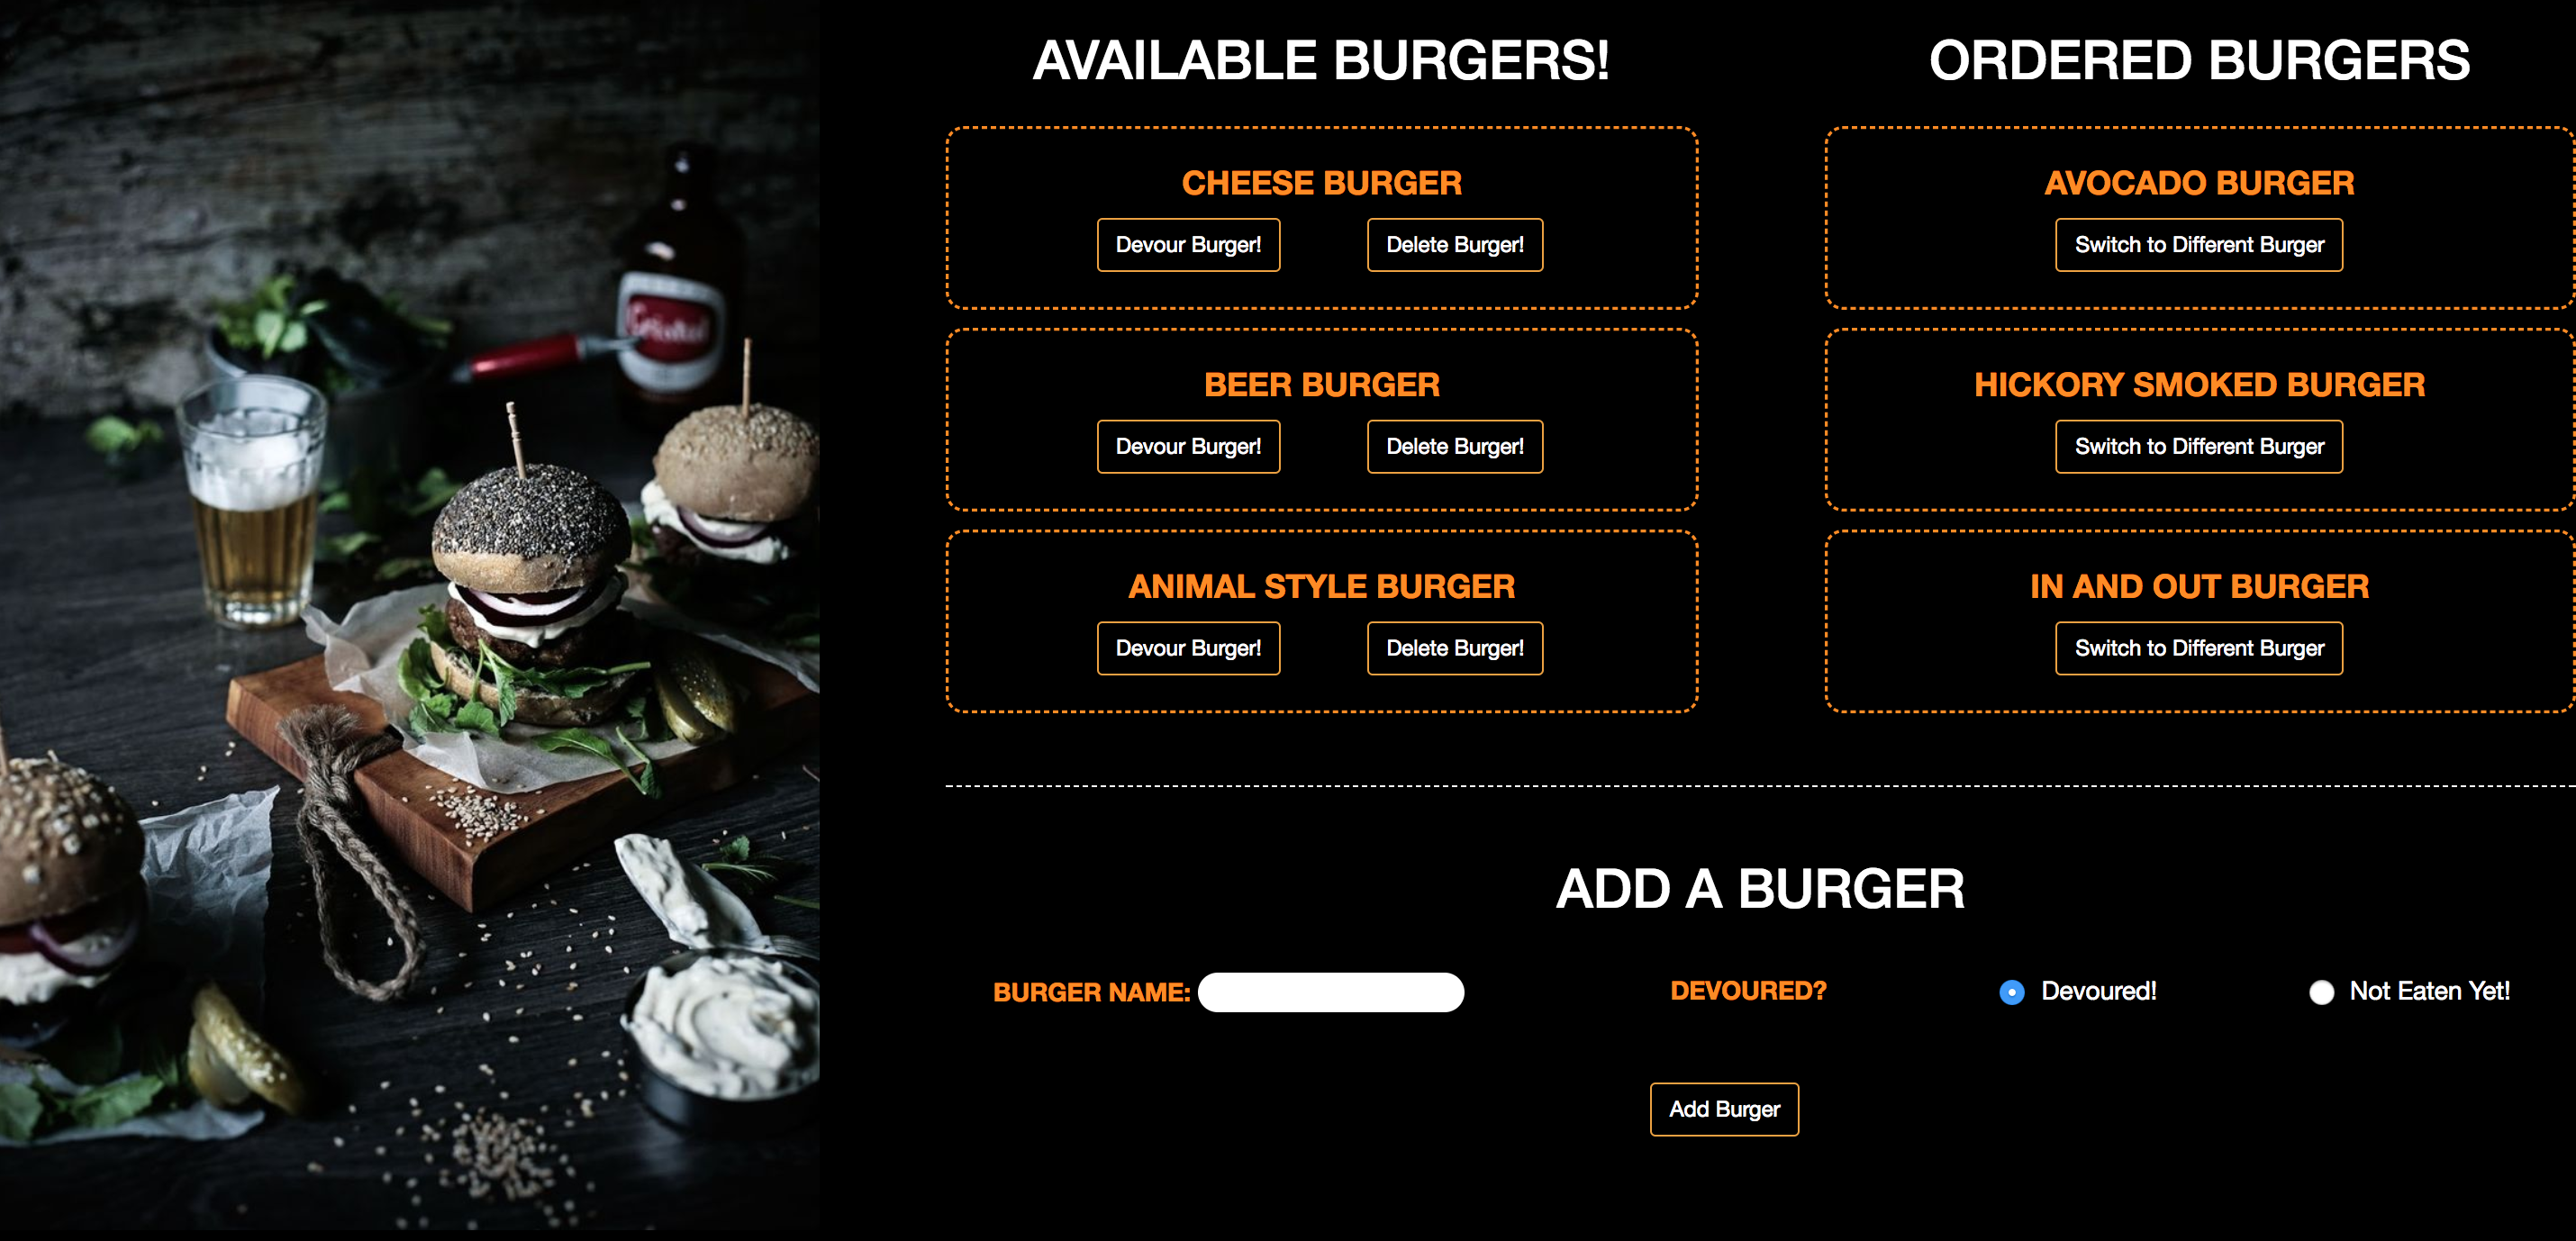 AVAILABLE BURGERS!
CHEESE BURGER
Devour Burger!
Delete Burger!
BEER BURGER
Devour Burger!
Delete Burger!
ANIMAL STYLE BURGER
Devour Burger!
Delete Burger!
ORDERED BURGERS
AVOCADO BURGER
Switch to Different Burger
HICKORY SMOKED BURGER
Switch to Different Burger
IN AND OUT BURGER
Switch to Different Burger
ADD A BURGER
BURGER NAME:
DEVOURED?
Devoured!
Not Eaten Yet!
Add Burger